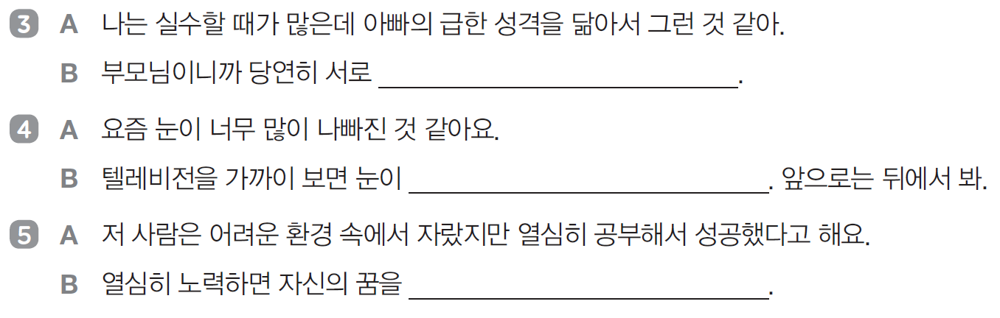 3 A 나는 실수할 때가 많은데 아빠의 급한 성격을 닮아서 그런 것 같아.
B 부모님이니까 당연히 서로 ____________________.
4 A 요즘 눈이 너무 많이 나빠진 것 같아요.
B 텔레비전을 가까이 보면 눈이 ____________________. 앞으로는 뒤에서 봐.
5 A 저 사람은 어려운 환경 속에서 자랐지만 열심히 공부해서 성공했다고 해요.
B 열심히 노력하면 자신의 꿈을 ____________________.